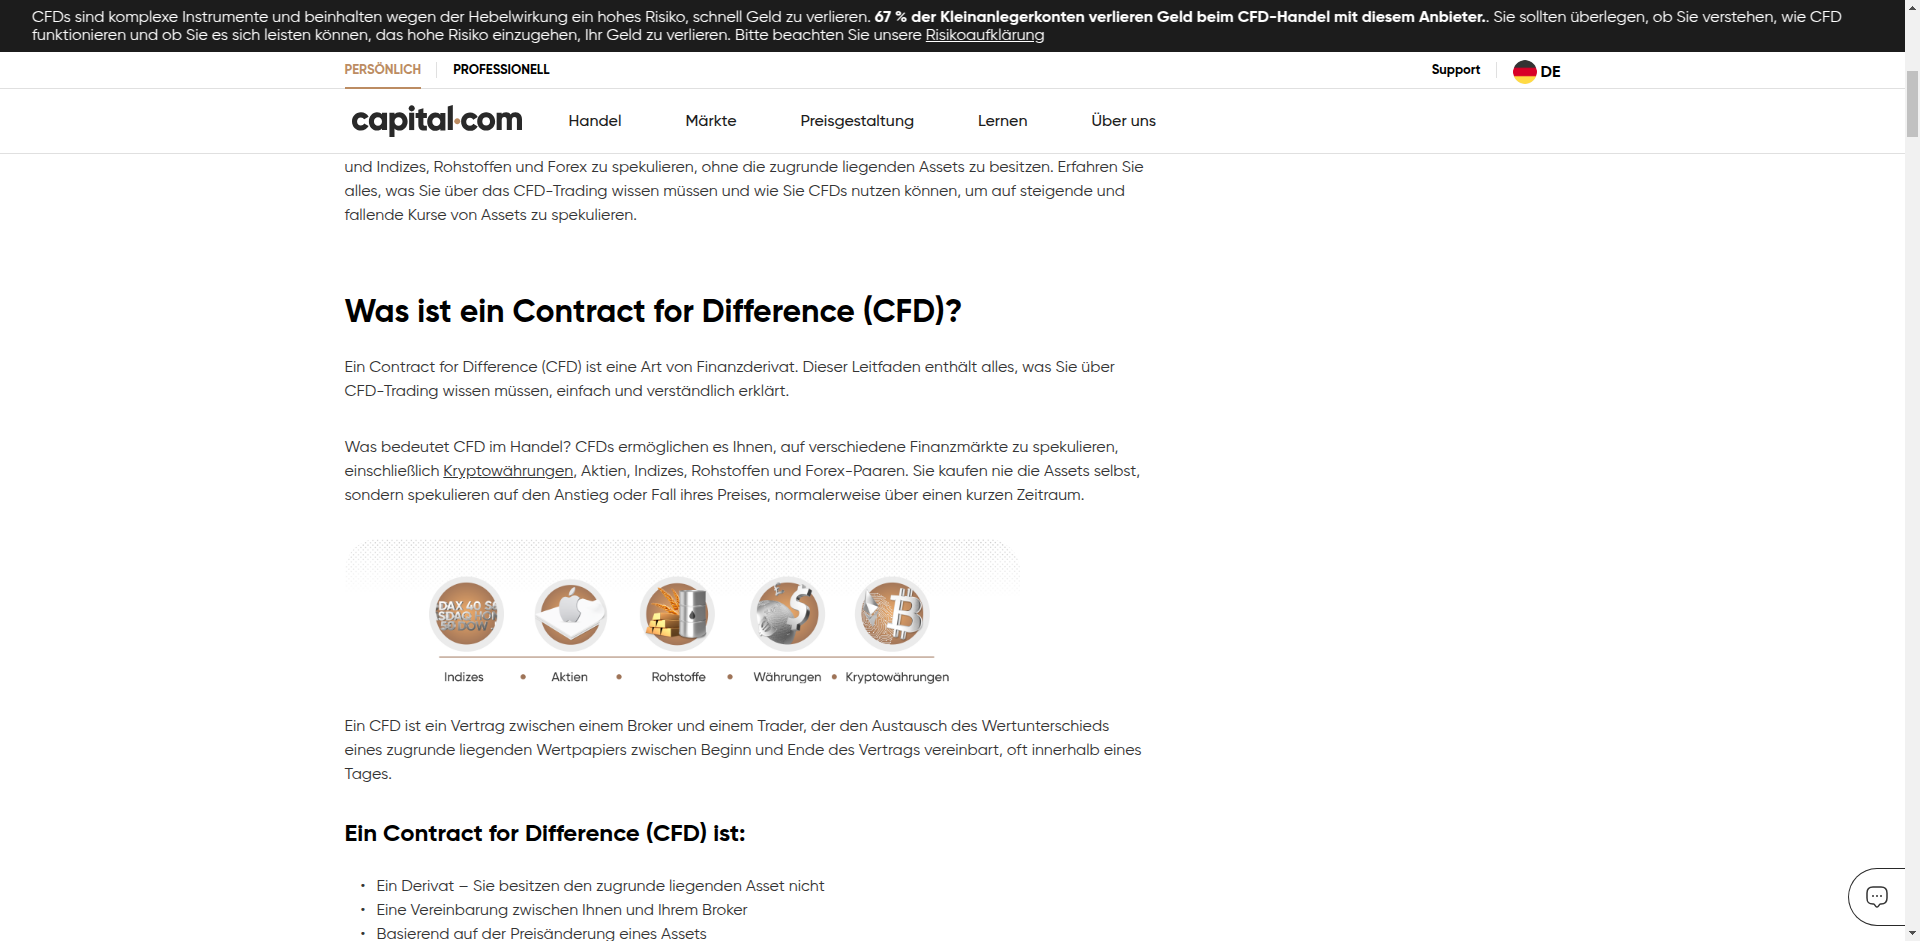 CFDs sind komplexe Instrumente und beinhalten wegen der Hebelwirkung ein hohes Risiko, schnell Geld zu verlieren. 67 % der Kleinanlegerkonten verlieren Geld beim CFD-Handel mit diesem Anbieter.. Sie sollten überlegen, ob Sie verstehen, wie CFD
funktionieren und ob Sie es sich leisten können, das hohe Risiko einzugehen, Ihr Geld zu verlieren. Bitte beachten Sie unsere Risikoaufklärung
PERSÖNLICH PROFESSIONELL Support DE
capital.com Handel Märkte Preisgestaltung Lernen Über uns
und Indizes, Rohstoffen und Forex zu spekulieren, ohne die zugrunde liegenden Assets zu besitzen. Erfahren Sie
alles, was Sie über das CFD-Trading wissen müssen und wie Sie CFDs nutzen können, um auf steigende und
fallende Kurse von Assets zu spekulieren.
Was ist ein Contract for Difference (CFD)?
Ein Contract for Difference (CFD) ist eine Art von Finanzderivat. Dieser Leitfaden enthält alles, was Sie über
CFD-Trading wissen müssen, einfach und verständlich erklärt.
Was bedeutet CFD im Handel? CFDs ermöglichen es Ihnen, auf verschiedene Finanzmärkte zu spekulieren,
einschließlich Kryptowährungen, Aktien, Indizes, Rohstoffen und Forex-Paaren. Sie kaufen nie die Assets selbst,
sondern spekulieren auf den Anstieg oder Fall ihres Preises, normalerweise über einen kurzen Zeitraum.
DAX 40
DOW
Indizes • Aktien • Rohstoffe • Währungen • Kryptowährungen
Ein CFD ist ein Vertrag zwischen einem Broker und einem Trader, der den Austausch des Wertunterschieds
eines zugrunde liegenden Wertpapiers zwischen Beginn und Ende des Vertrags vereinbart, oft innerhalb eines
Tages.
Ein Contract for Difference (CFD) ist:
• Ein Derivat – Sie besitzen den zugrunde liegenden Asset nicht
• Eine Vereinbarung zwischen Ihnen und Ihrem Broker
• Basierend auf der Preisänderung eines Assets